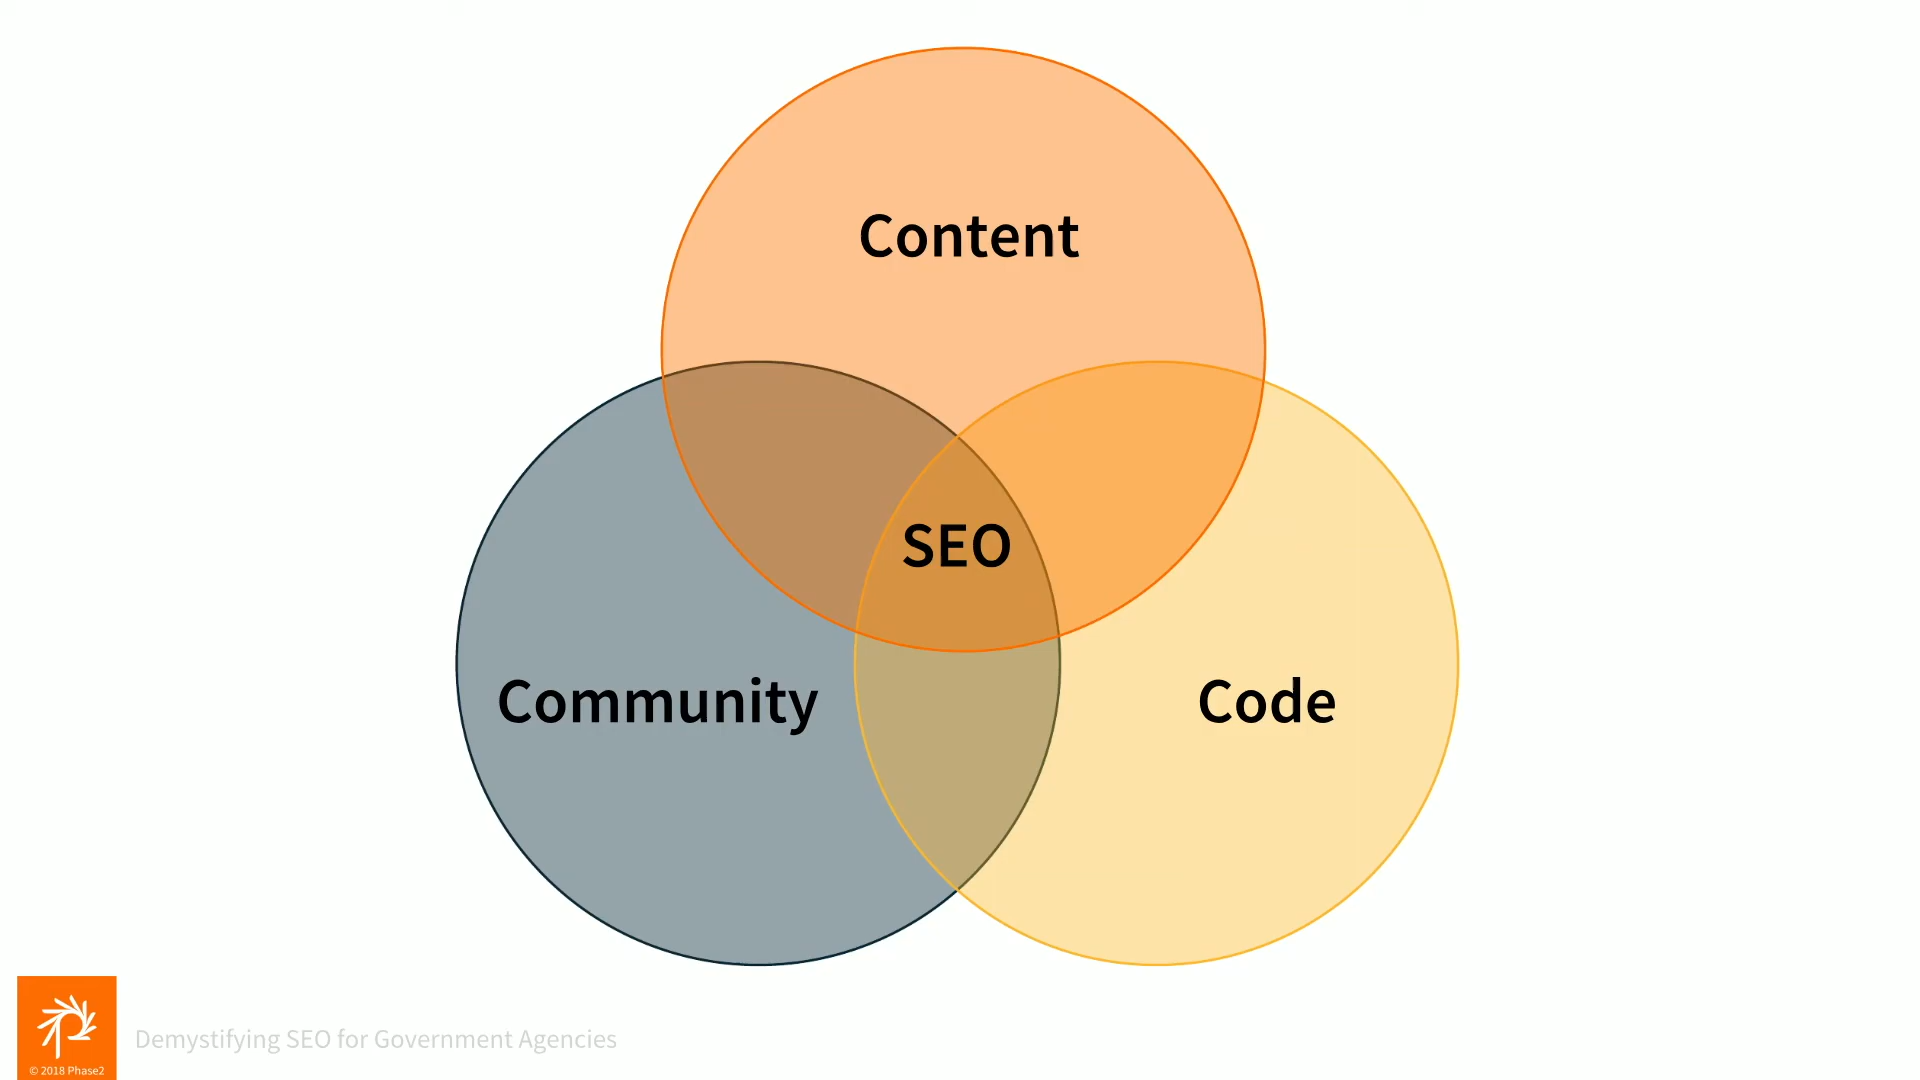 Content
SEO
Community
Code
Demystifying SEO for Government Agencies
© 2018 Phase2